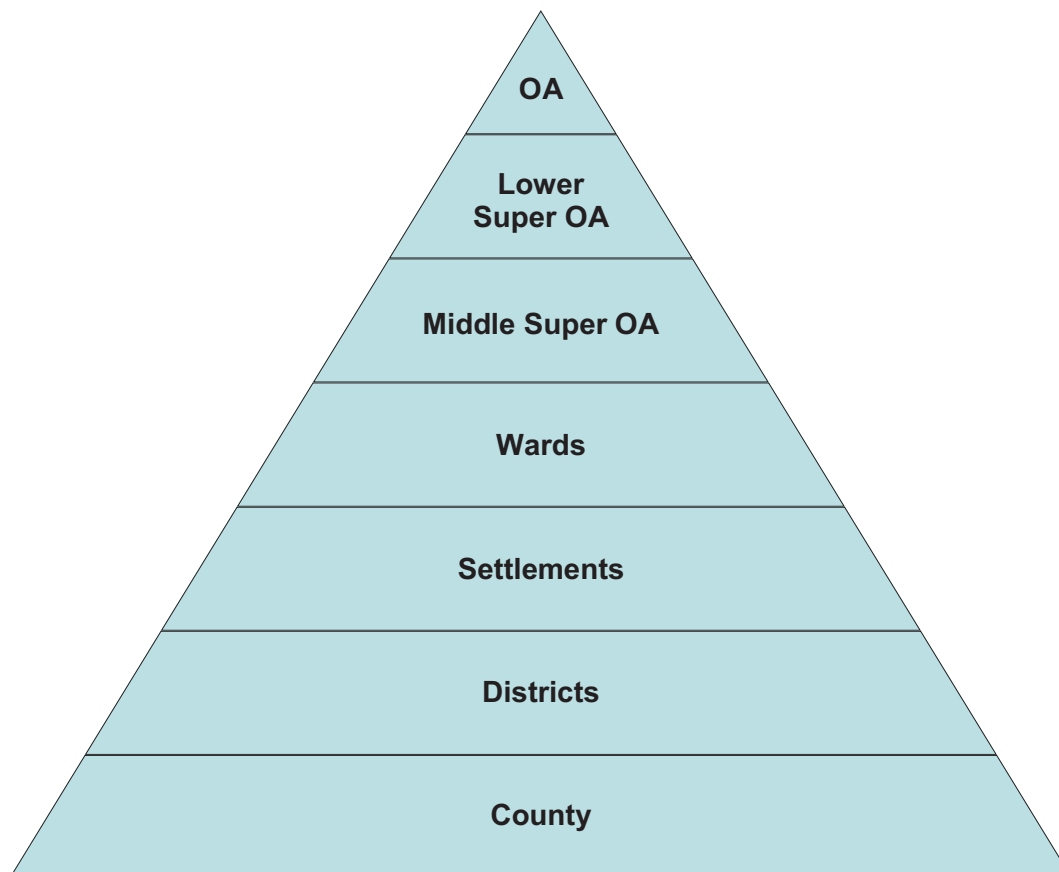 OA
Lower
Super OA
Middle Super OA
Wards
Settlements
Districts
County